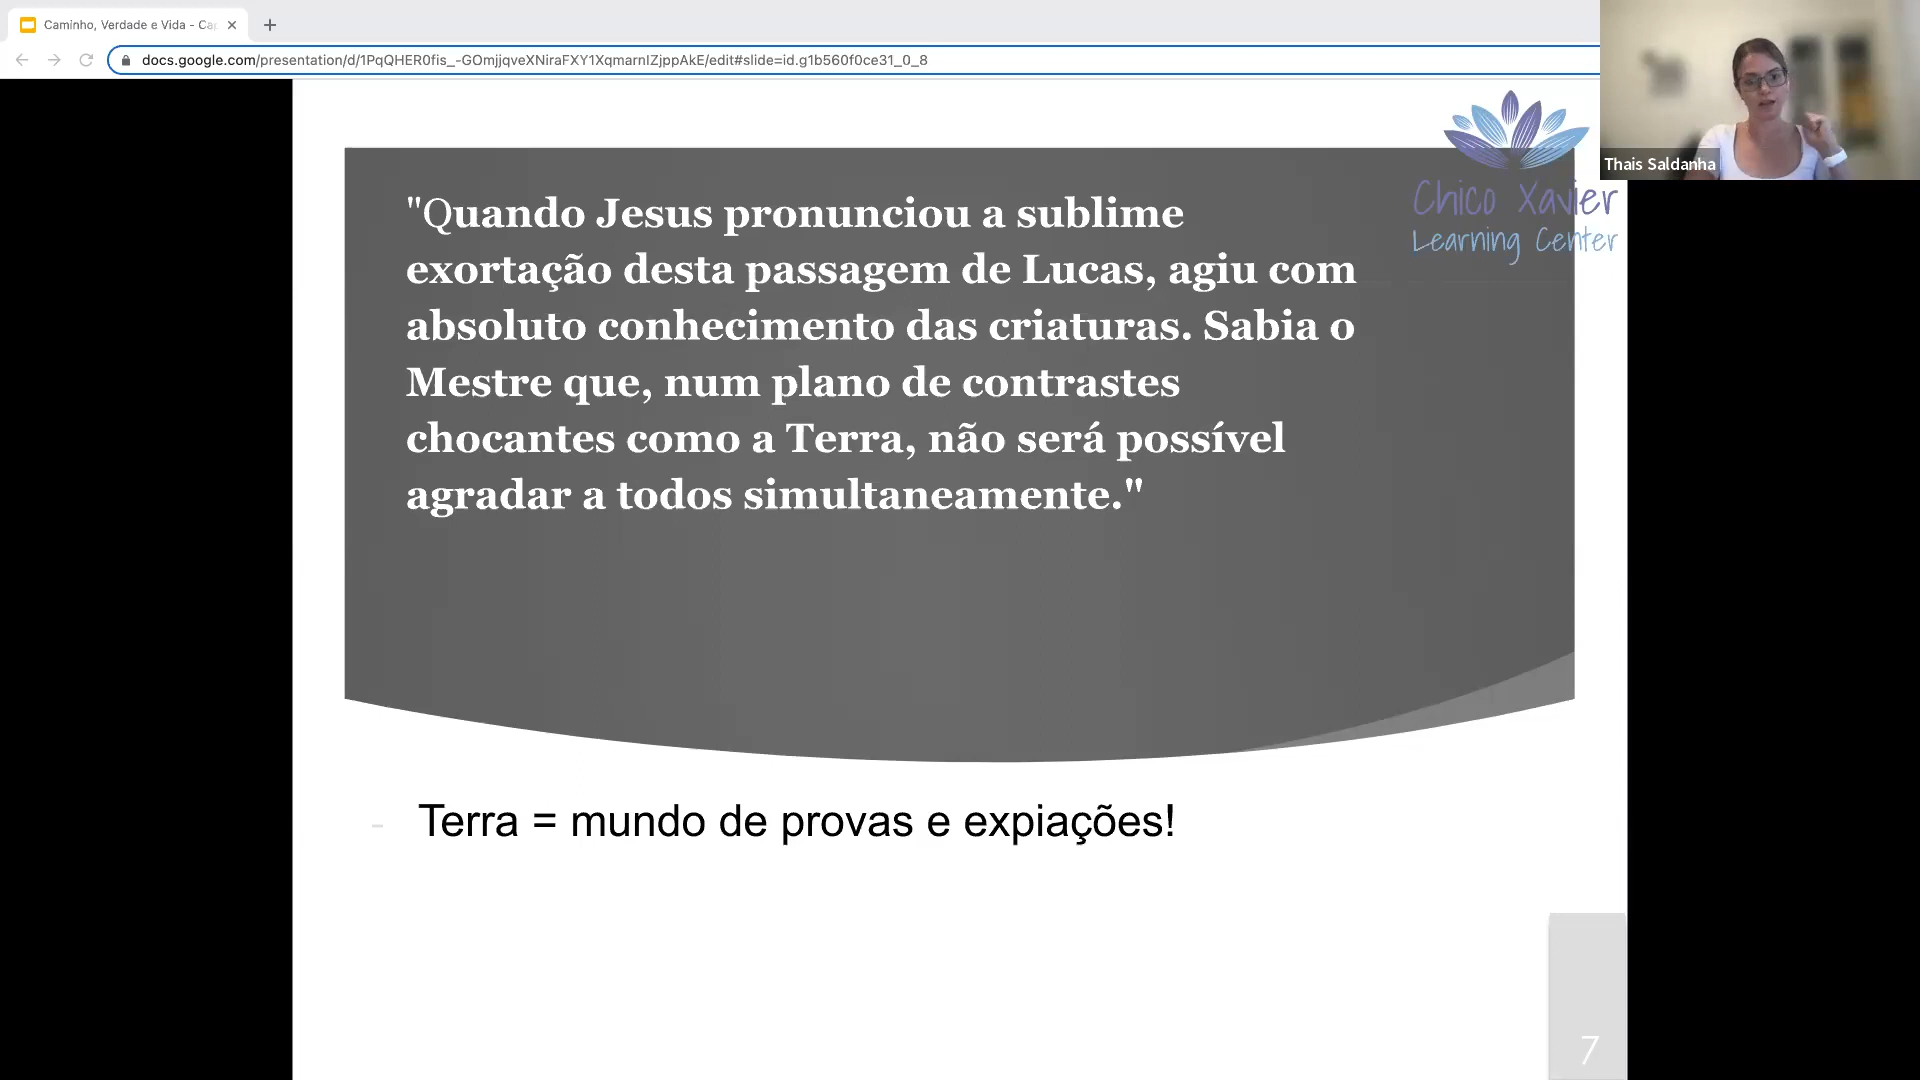 Caminho, Verdade e Vida - Ca
docs.google.com/presentation/d/1PqQHER0fis_-GOmjjqveXNiraFXY1XqmarnIZjppAkE/edit#slide=id.g1b560f0ce31_0_8
Thais Saldanha
Chico Xavier
Learning Center
"Quando Jesus pronunciou a sublime
exortação desta passagem de Lucas, agiu com
absoluto conhecimento das criaturas. Sabia o
Mestre que, num plano de contrastes
chocantes como a Terra, não será possível
agradar a todos simultaneamente."
- Terra = mundo de provas e expiações!
7